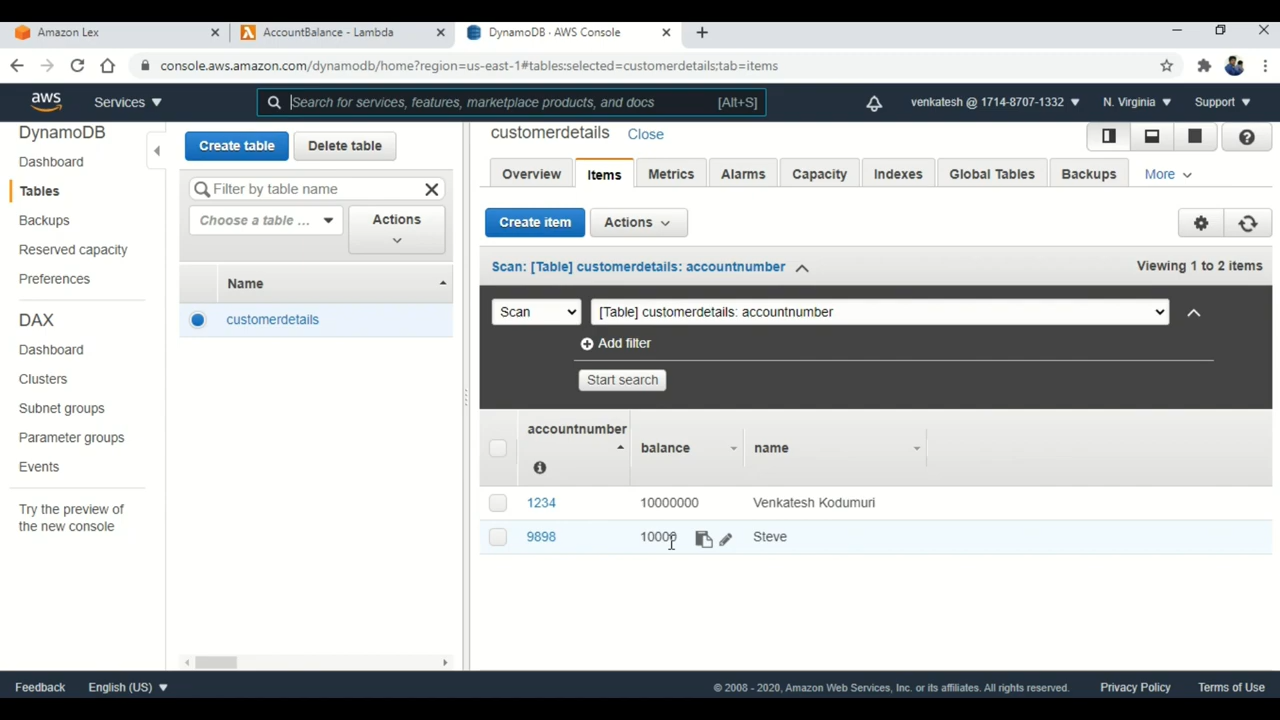 Amazon Lex
AccountBalance - Lambda
DynamoDB · AWS Console
console.aws.amazon.com/dynamodb/home?region=us-east-1#tables:selected=customerdetails;tab=items
aws
Services
Search for services, features, marketplace products, and docs [Alt+S]
venkatesh @ 1714-8707-1332
N. Virginia
Support
DynamoDB
Dashboard
Tables
Backups
Reserved capacity
Preferences
DAX
Dashboard
Clusters
Subnet groups
Parameter groups
Events
Try the preview of
the new console
Create table
Delete table
Filter by table name
Choose a table ...
Actions
Name
customerdetails
customerdetails Close
Overview Items Metrics Alarms Capacity Indexes Global Tables Backups More
Create item
Actions
Scan: [Table] customerdetails: accountnumber
Viewing 1 to 2 items
Scan
[Table] customerdetails: accountnumber
Add filter
Start search
accountnumber balance name
1234 10000000 Venkatesh Kodumuri
9898 10000 Steve
Feedback
English (US)
© 2008 - 2020, Amazon Web Services, Inc. or its affiliates. All rights reserved.
Privacy Policy
Terms of Use